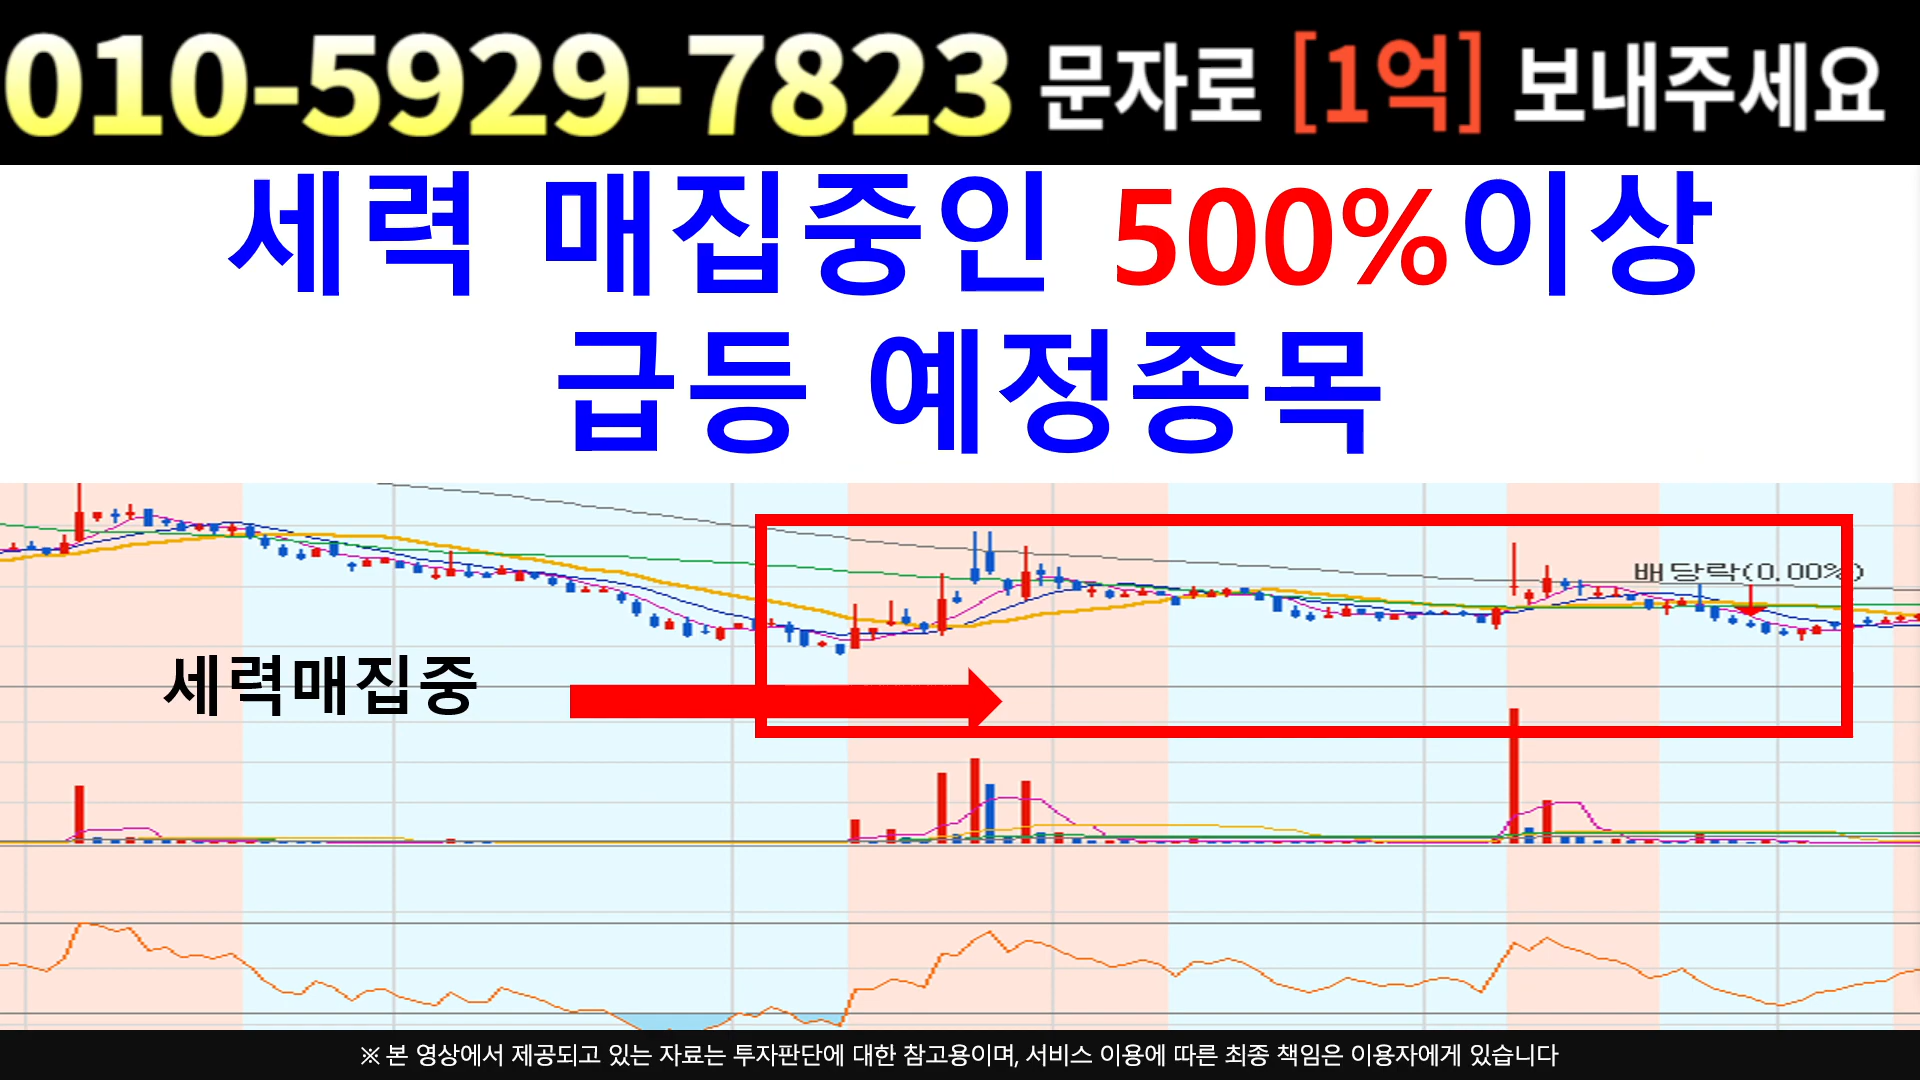 010-5929-7823 문자로 [1억] 보내주세요
세력 매집중인 500%이상
급등 예정종목
배당락(0.00%)
세력매집중
※ 본 영상에서 제공되고 있는 자료는 투자판단에 대한 참고용이며, 서비스 이용에 따른 최종 책임은 이용자에게 있습니다